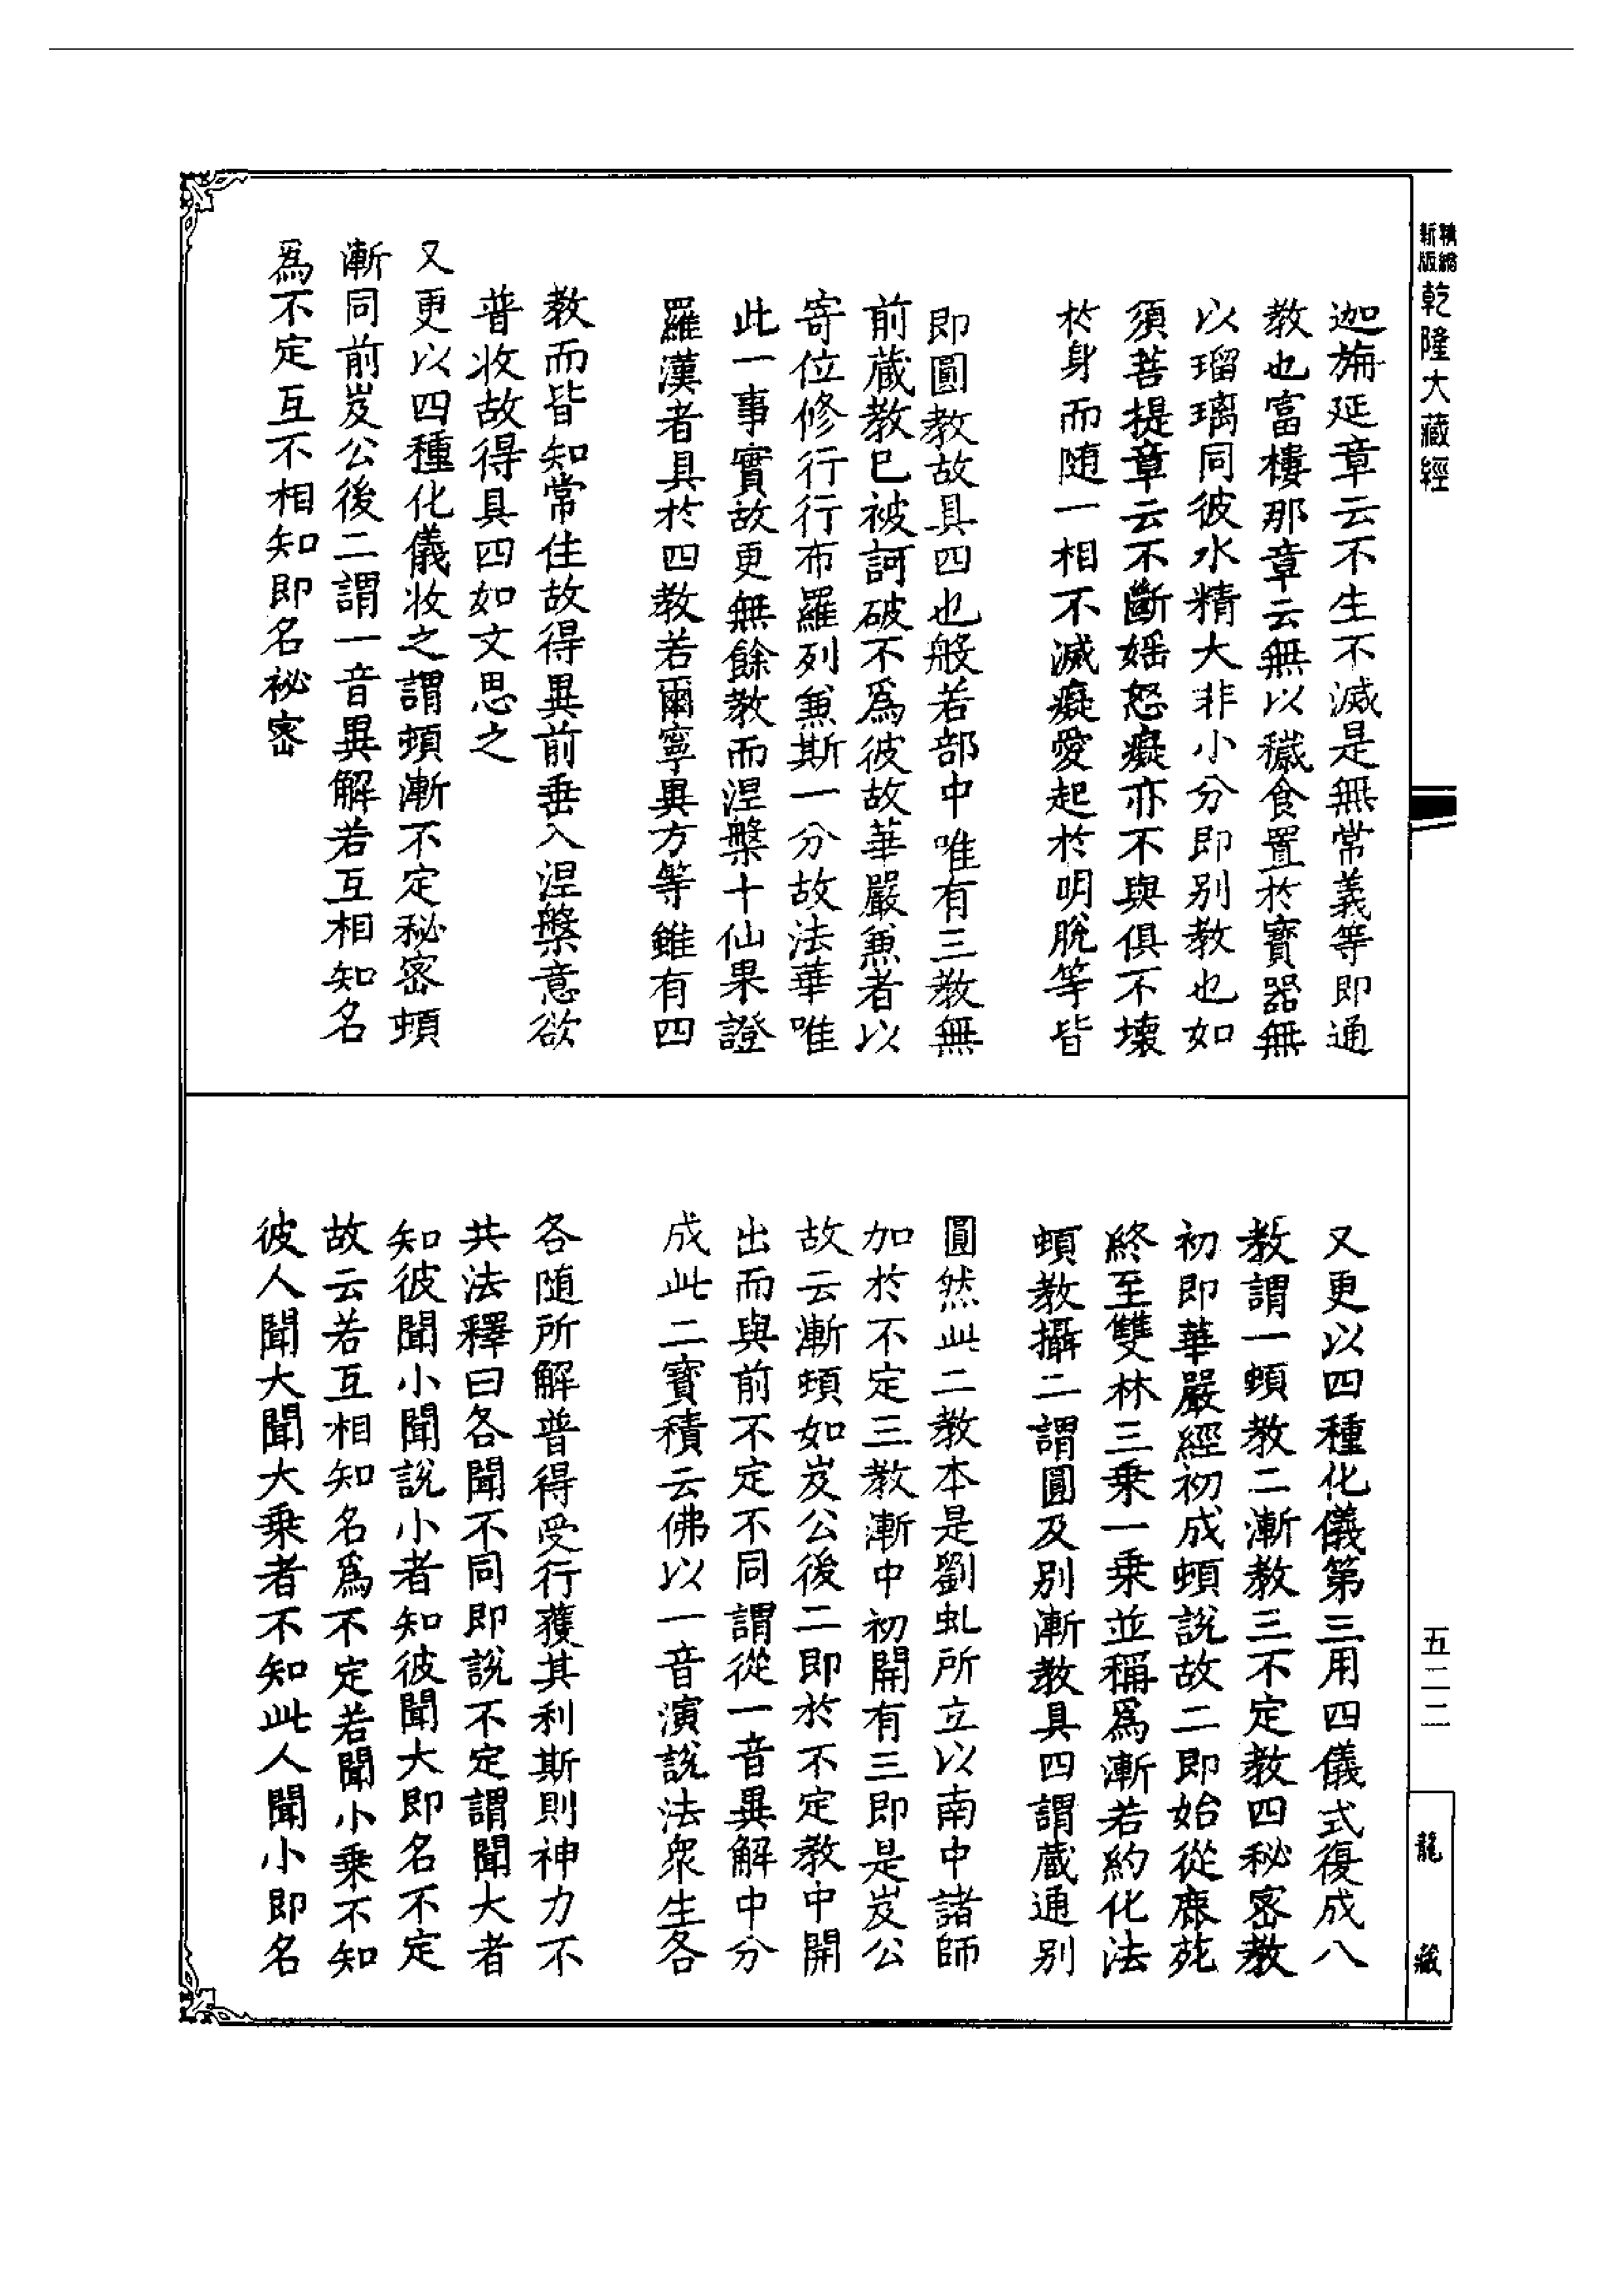 精縮新版乾隆大藏經
迦旃延章云不生不滅是無常義等即通
教也富樓那章云無以穢食置於寶器無
以瑠璃同彼水精大非小分即別教也如
須菩提章云不斷婬怒癡亦不與俱不壞
於身而随一相不滅癡愛起於明脫等皆
即圓教故具四也般若部中唯有三教無
前藏教已被訶破不爲彼故華嚴兼者以
寄位修行行布羅列兼斯一分故法華唯
此一事實故更無餘教而涅槃十仙果證
羅漢者具於四教若爾寧異方等雖有四
教而皆知常住故得異前垂入涅槃意欲
普收故得具四如文思之
又更以四種化儀收之謂頓漸不定秘密頓
漸同前岌公後二謂一音異解若互相知名
爲不定互不相知即名祕密
又更以四種化儀第三用四儀式復成八
教謂一頓教二漸教三不定教四秘密教
初即華嚴經初成頓說故二即始從鹿苑
終至雙林三乘一乘並稱爲漸若約化法
頓教攝二謂圓及別漸教具四謂藏通別
圓然此二教本是劉虬所立以南中諸師
加於不定三教漸中初開有三即是岌公
故云漸頓如岌公後二即於不定教中開
出而與前不定不同謂從一音異解中分
成此二寶積云佛以一音演說法衆生各
各随所解普得受行獲其利斯則神力不
共法釋曰各聞不同即說不定謂聞大者
知彼聞小聞說小者知彼聞大即名不定
故云若互相知名爲不定若聞小乘不知
彼人聞大聞大乘者不知此人聞小即名
五二二
龍藏